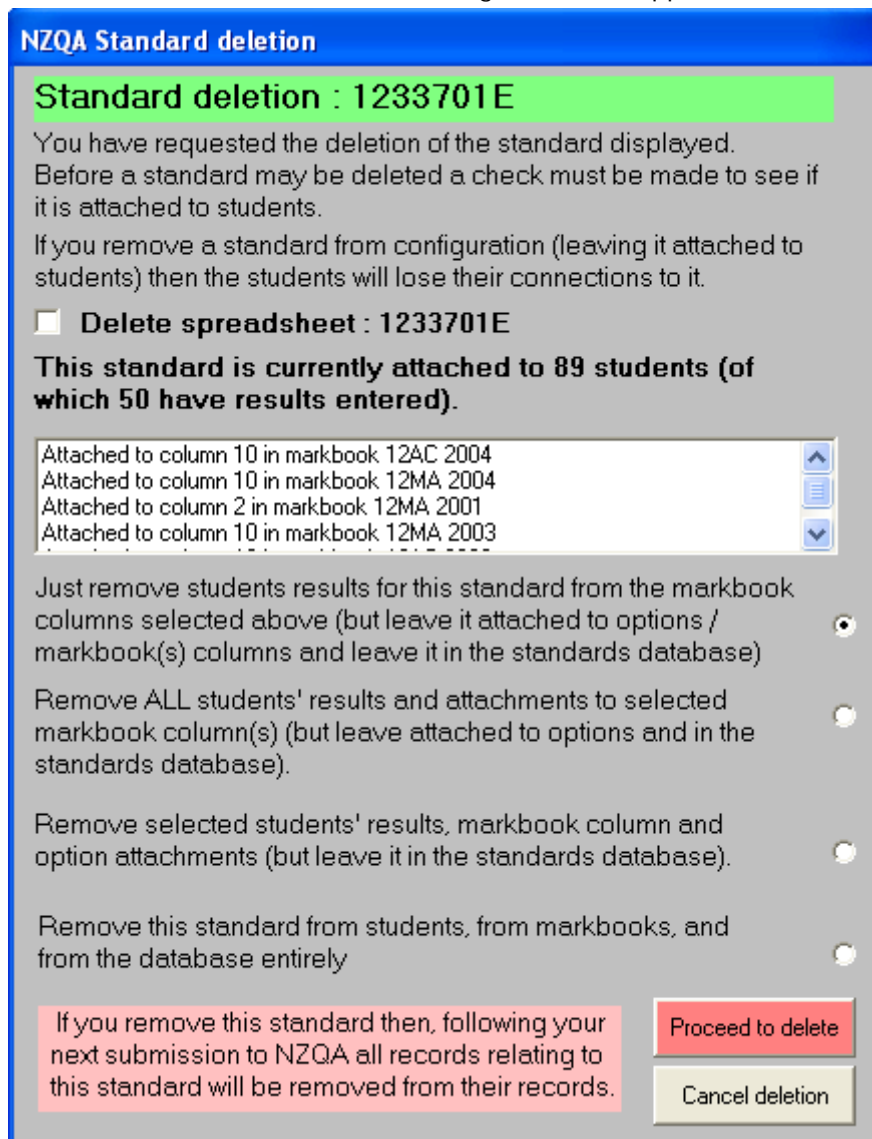 NZQA Standard deletion
Standard deletion : 1233701E
You have requested the deletion of the standard displayed.
Before a standard may be deleted a check must be made to see if
it is attached to students.
If you remove a standard from configuration (leaving it attached to
students) then the students will lose their connections to it.
Delete spreadsheet : 1233701E
This standard is currently attached to 89 students (of
which 50 have results entered).
Attached to column 10 in markbook 12AC 2004
Attached to column 10 in markbook 12MA 2004
Attached to column 2 in markbook 12MA 2001
Attached to column 10 in markbook 12MA 2003
Just remove students results for this standard from the markbook
columns selected above (but leave it attached to options /
markbook(s) columns and leave it in the standards database)
Remove ALL students' results and attachments to selected
markbook column(s) (but leave attached to options and in the
standards database).
Remove selected students' results, markbook column and
option attachments (but leave it in the standards database).
Remove this standard from students, from markbooks, and
from the database entirely
If you remove this standard then, following your
next submission to NZQA all records relating to
this standard will be removed from their records.
Proceed to delete
Cancel deletion